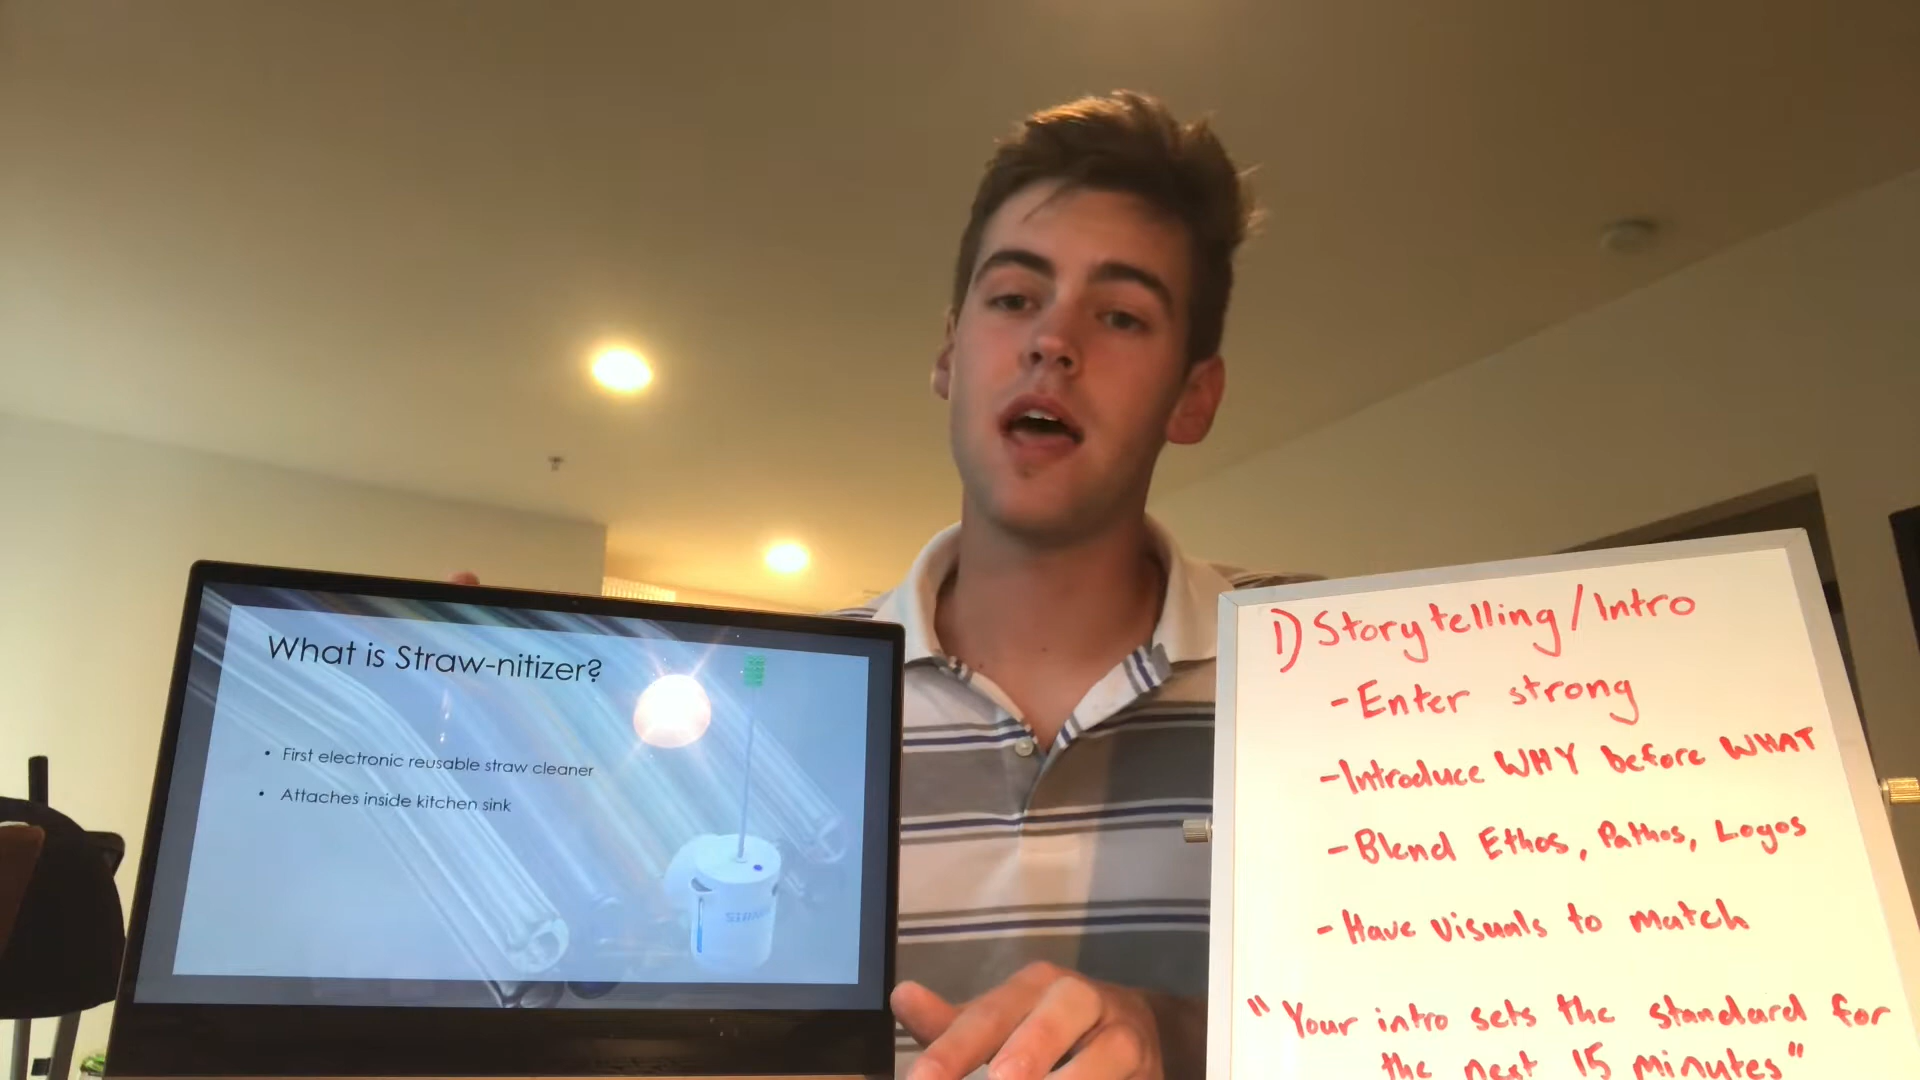 What is Straw-nitizer?
• First electronic reusable straw cleaner
• Attaches inside kitchen sink
1) Storytelling/Intro
-Enter strong
-Introduce WHY before WHAT
-Blend Ethos, Pathos, Logos
-Have visuals to match
"Your intro sets the standard for
the next 15 minutes"